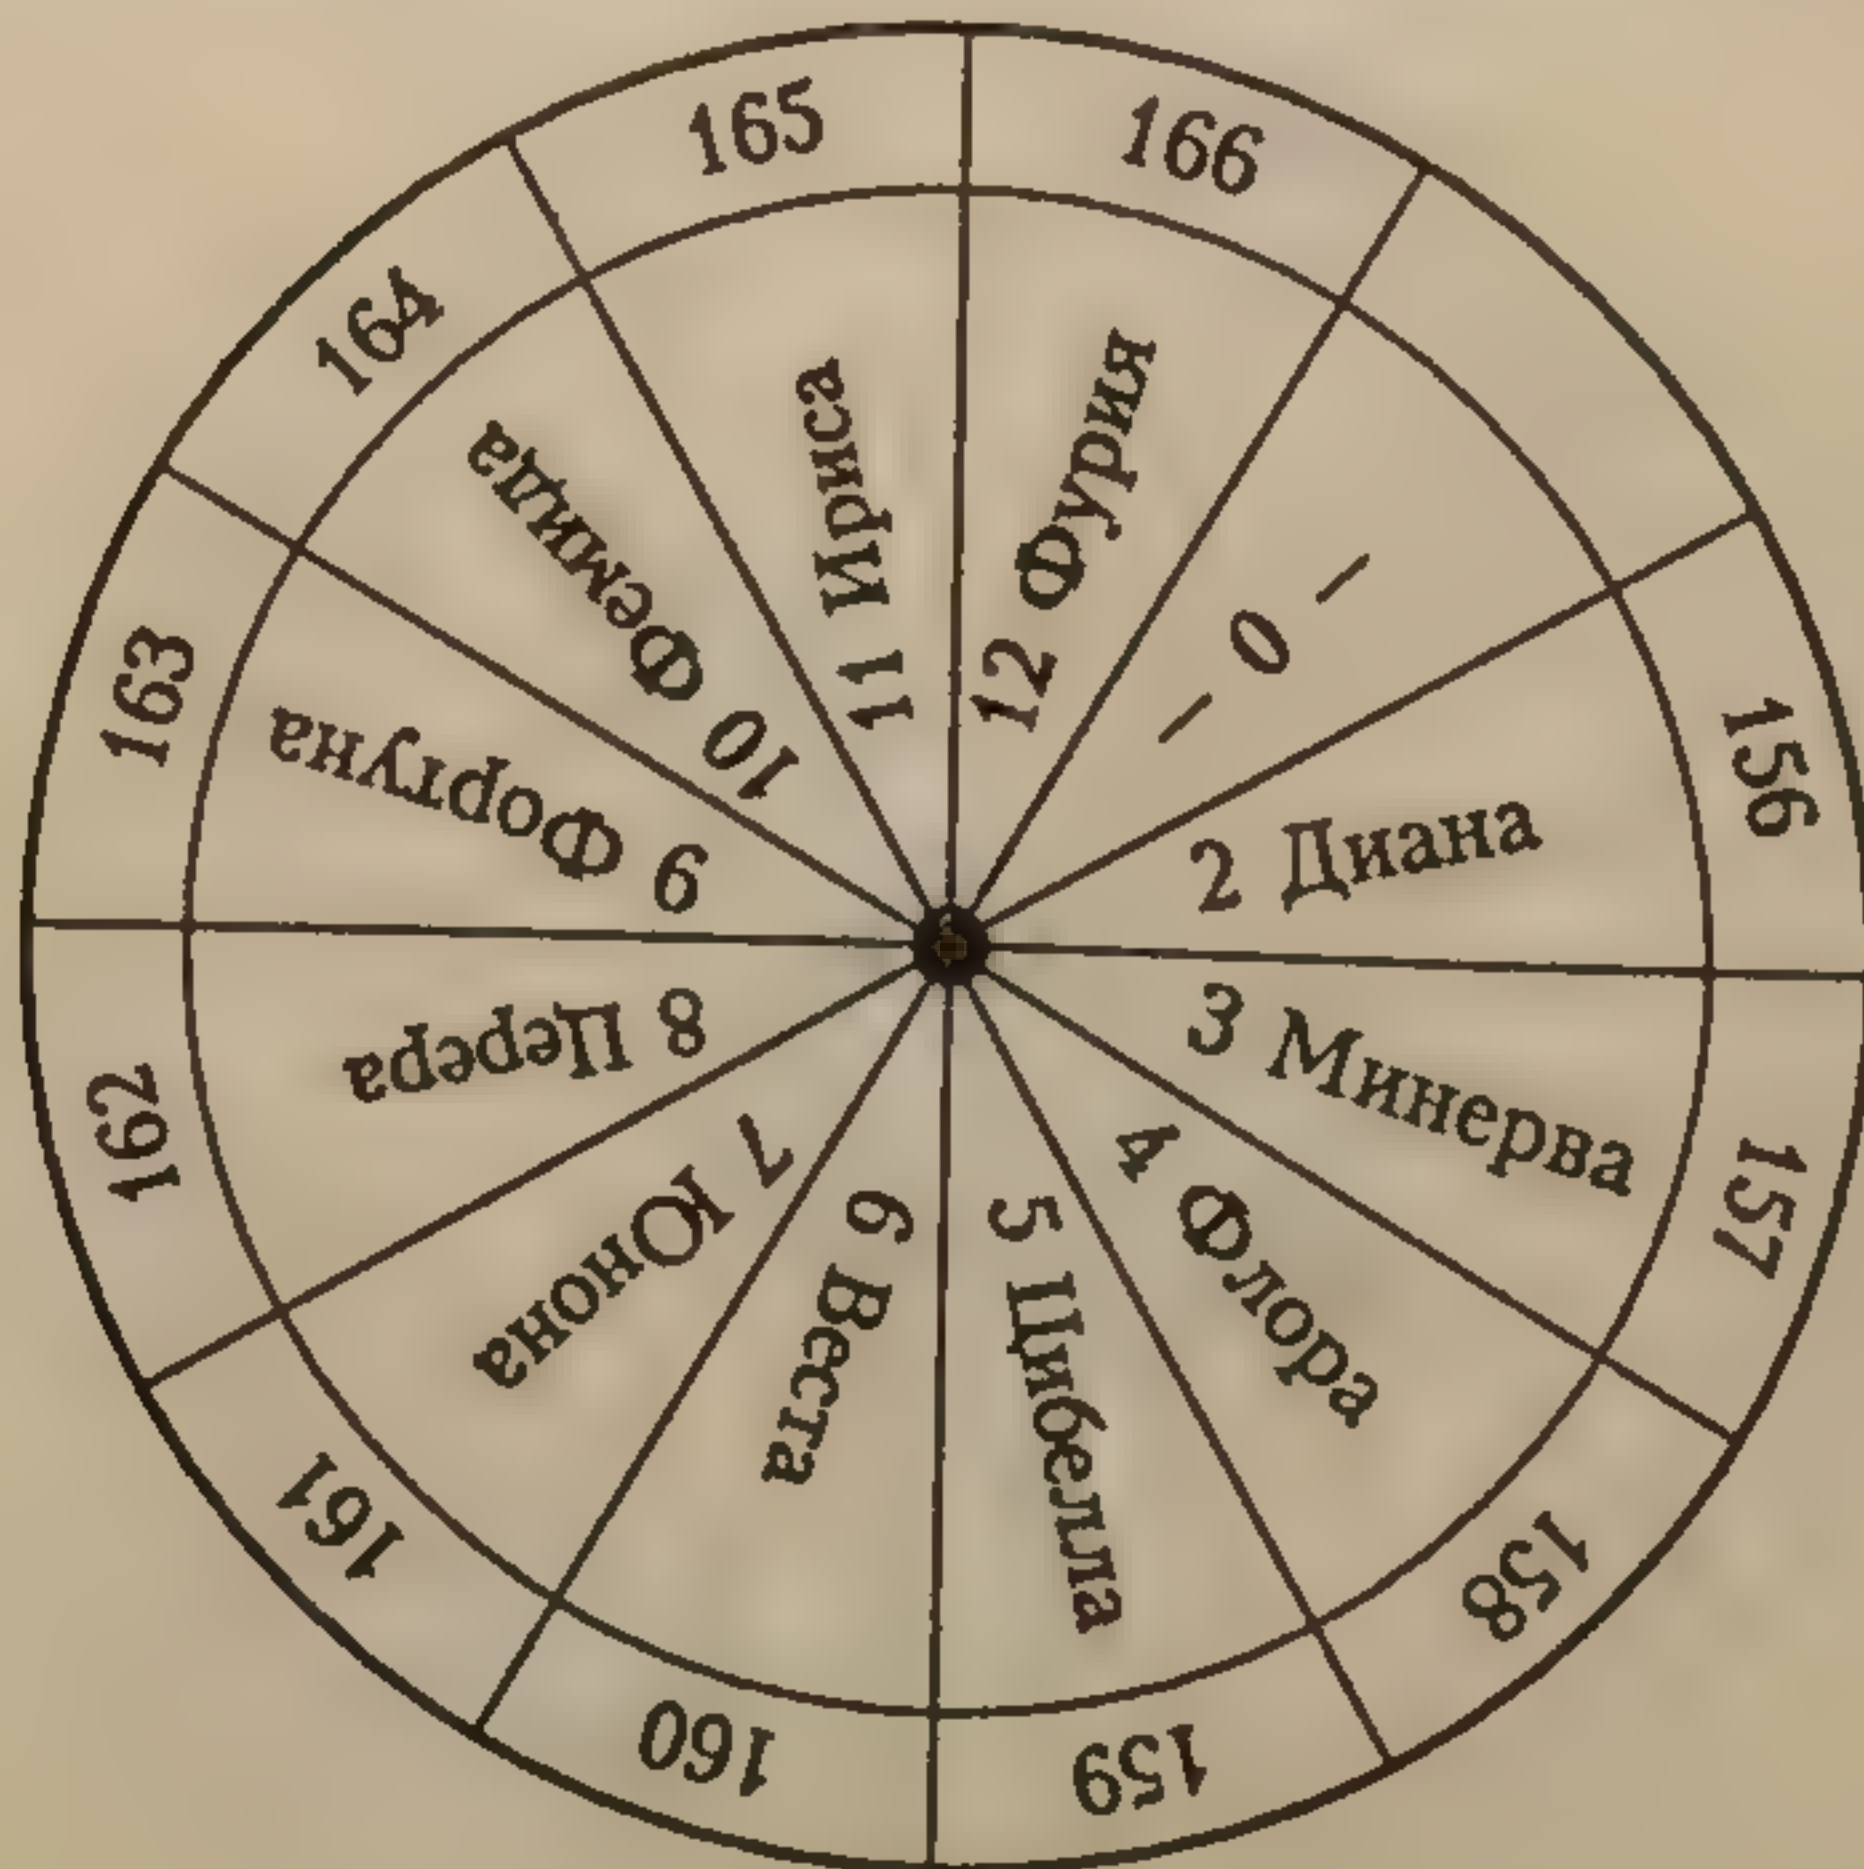 – 0 –
156
2 Диана
157
3 Минерва
158
4 Флора
159
5 Цибелла
160
6 Веста
161
7 Юнона
162
8 Церера
163
9 Фортуна
164
10 Фемида
165
11 Ириса
166
12 Фурия